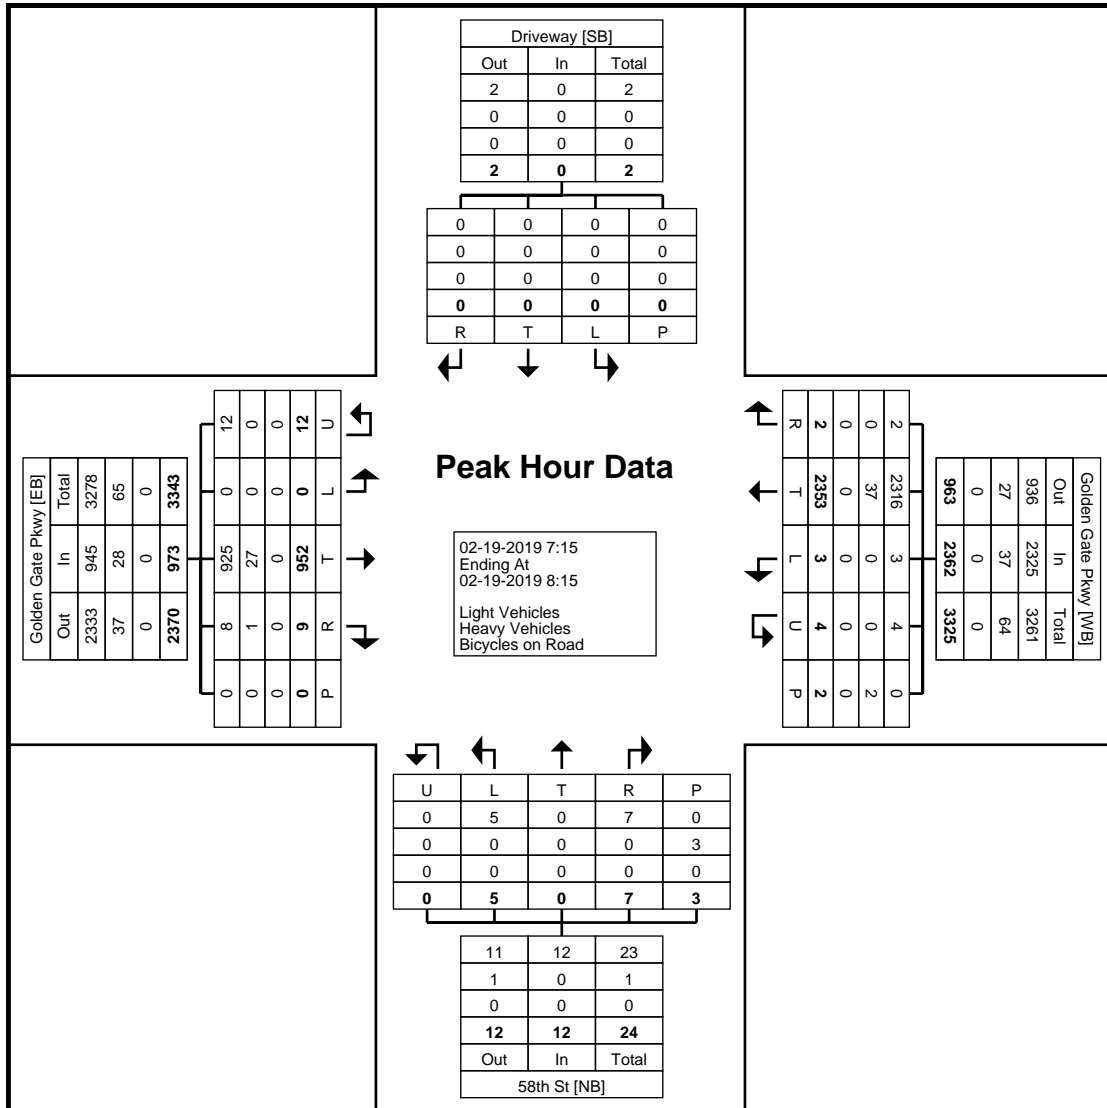 Driveway [SB]
Out In Total
2 0 2
0 0 0
0 0 0
2 0 2
0 0 0 0
0 0 0 0
0 0 0 0
0 0 0 0
R T L P
Golden Gate Pkwy [EB]
Total In Out
3278 945 2333
65 28 37
0 0 0
3343 973 2370
12 0 925 8 0
0 0 27 1 0
0 0 0 0 0
12 0 952 9 0
U L T R P
Peak Hour Data
02-19-2019 7:15
Ending At
02-19-2019 8:15
Light Vehicles
Heavy Vehicles
Bicycles on Road
Golden Gate Pkwy [WB]
Out In Total
936 2325 3261
27 37 64
0 0 0
963 2362 3325
2 2316 3 4 0
0 37 0 0 2
0 0 0 0 0
2 2353 3 4 2
R T L U P
U L T R P
0 5 0 7 0
0 0 0 0 3
0 0 0 0 0
0 5 0 7 3
11 12 23
1 0 1
0 0 0
12 12 24
Out In Total
58th St [NB]